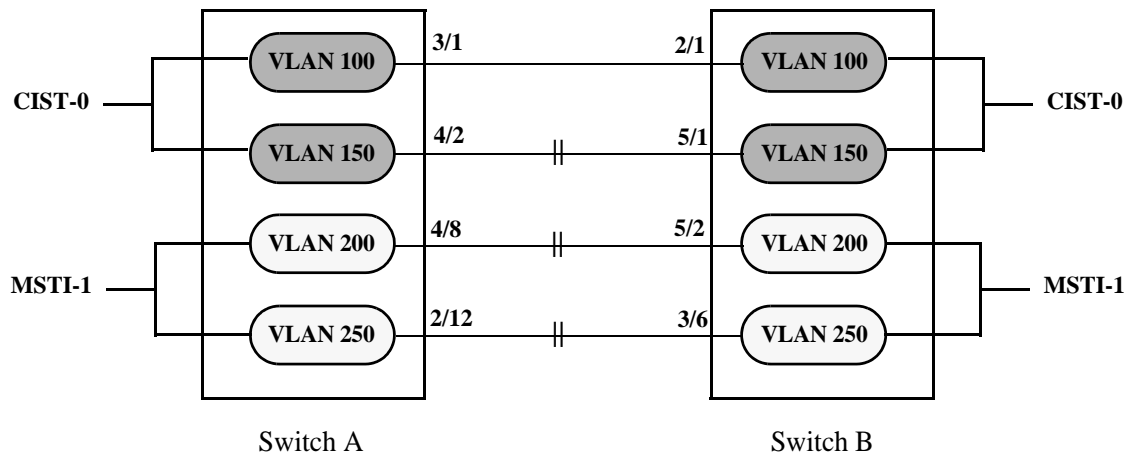 3/1 2/1
VLAN 100 VLAN 100
CIST-0 CIST-0
4/2 5/1
VLAN 150 VLAN 150
4/8 5/2
VLAN 200 VLAN 200
MSTI-1 MSTI-1
2/12 3/6
VLAN 250 VLAN 250
Switch A Switch B